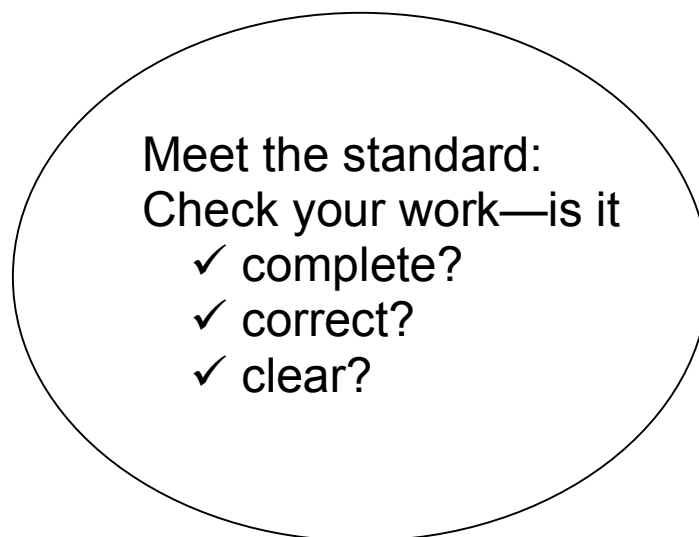 Meet the standard:
Check your work—is it
✓ complete?
✓ correct?
✓ clear?